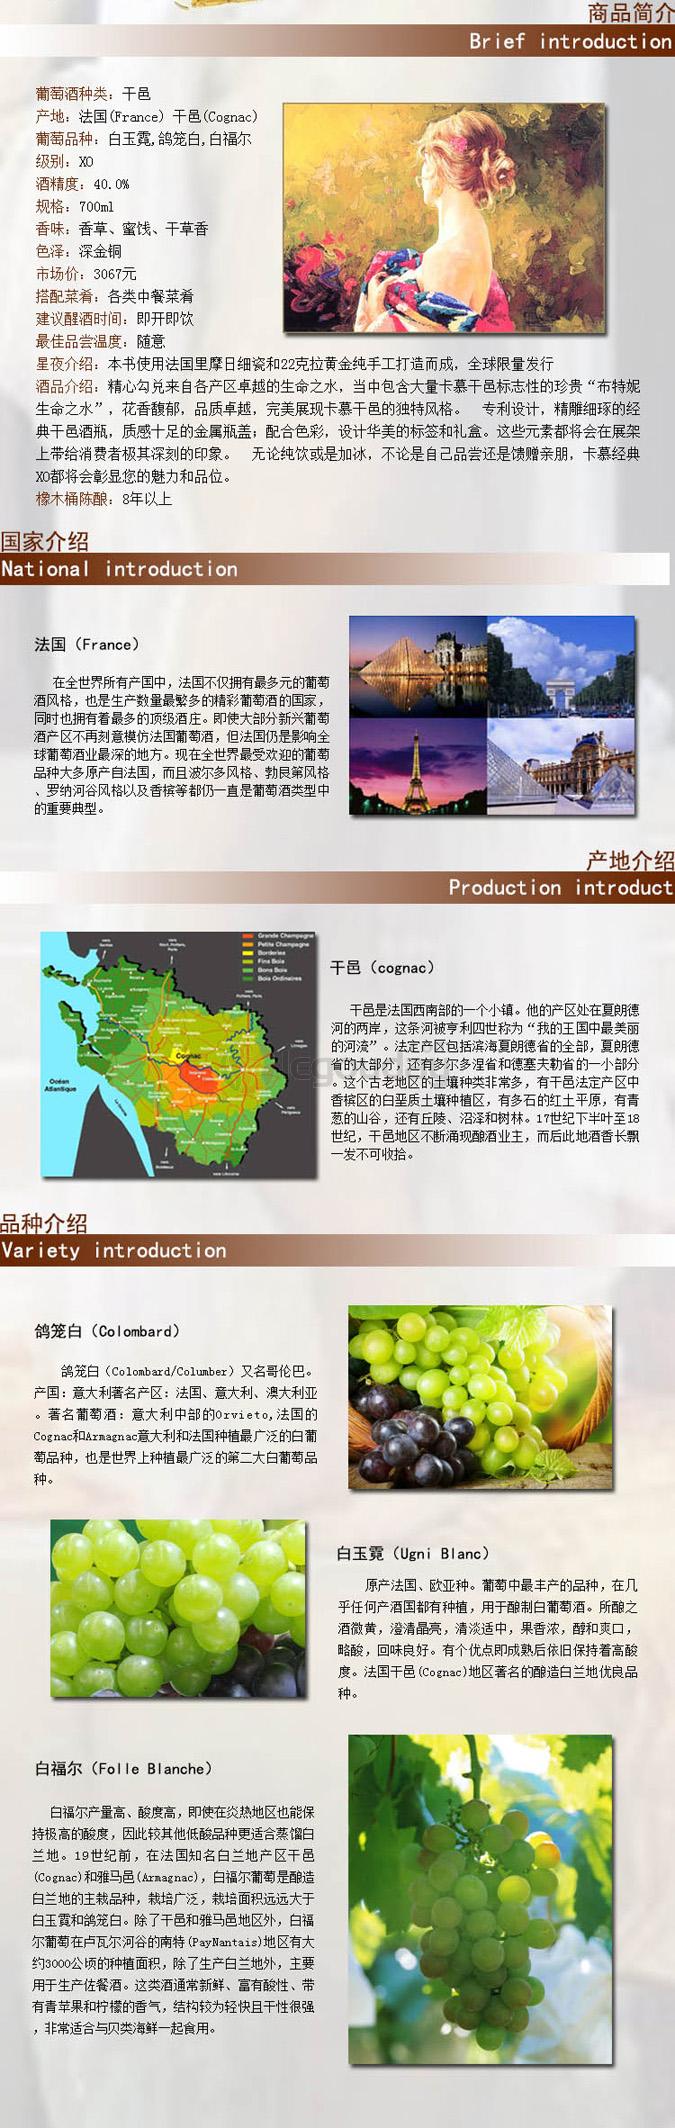 商品简介
Brief introduction
葡萄酒种类：干邑
产地：法国(France) 干邑(Cognac)
葡萄品种：白玉霓,鸽笼白,白福尔
级别：XO
酒精度：40.0%
规格：700ml
香味：香草、蜜饯、干草香
色泽：深金铜
市场价：3067元
搭配菜肴：各类中餐菜肴
建议醒酒时间：即开即饮
最佳品尝温度：随意
星夜介绍：本书使用法国里摩日细瓷和22克拉黄金纯手工打造而成，全球限量发行
酒品介绍：精心勾兑来自各产区卓越的生命之水，当中包含大量卡慕干邑标志性的珍贵“布特妮
生命之水”，花香馥郁，品质卓越，完美展现卡慕干邑的独特风格。 专利设计，精雕细琢的经
典干邑酒瓶，质感十足的金属瓶盖；配合色彩，设计华美的标签和礼盒。这些元素都将会在展架
上带给消费者极其深刻的印象。 无论纯饮或是加冰，不论是自己品尝还是馈赠亲朋，卡慕经典
XO都将会彰显您的魅力和品位。
橡木桶陈酿：8年以上
国家介绍
National introduction
法国（France）
在全世界所有产国中，法国不仅拥有最多元的葡萄
酒风格，也是生产数量最繁多的精彩葡萄酒的国家，
同时也拥有着最多的顶级酒庄。即使大部分新兴葡萄
酒产区不再刻意模仿法国葡萄酒，但法国仍是影响全
球葡萄酒业最深的地方。现在全世界最受欢迎的葡萄
品种大多原产自法国，而且波尔多风格、勃艮第风格
、罗纳河谷风格以及香槟等都仍一直是葡萄酒类型中
的重要典型。
产地介绍
Production introduct
Grande Champagne
Petite Champagne
Borderies
Fins Bois
Bons Bois
Bois Ordinaires
Cognac
Océan
Atlantique
干邑（cognac）
干邑是法国西南部的一个小镇。他的产区处在夏朗德
河的两岸，这条河被亨利四世称为“我的王国中最美丽
的河流”。法定产区包括滨海夏朗德省的全部，夏朗德
省的大部分，还有多尔多涅省和德塞夫勒省的一小部分
。这个古老地区的土壤种类非常多，有干邑法定产区中
香槟区的白垩质土壤种植区，有多石的红土平原，有青
葱的山谷，还有丘陵、沼泽和树林。17世纪下半叶至18
世纪，干邑地区不断涌现酿酒业主，而后此地酒香长飘
一发不可收拾。
品种介绍
Variety introduction
鸽笼白（Colombard）
鸽笼白（Colombard/Columber）又名哥伦巴。
产国：意大利著名产区：法国、意大利、澳大利亚
。著名葡萄酒：意大利中部的Orvieto,法国的
Cognac和Armagnac意大利和法国种植最广泛的白葡
萄品种，也是世界上种植最广泛的第二大白葡萄品
种。
白玉霓（Ugni Blanc）
原产法国、欧亚种。葡萄中最丰产的品种，在几
乎任何产酒国都有种植，用于酿制白葡萄酒。所酿之
酒微黄，澄清晶亮，清淡适中，果香浓，醇和爽口，
略酸，回味良好。有个优点即成熟后依旧保持着高酸
度。法国干邑(Cognac)地区著名的酿造白兰地优良品
种。
白福尔（Folle Blanche）
白福尔产量高、酸度高，即使在炎热地区也能保
持极高的酸度，因此较其他低酸品种更适合蒸馏白
兰地。19世纪前，在法国知名白兰地产区干邑
(Cognac)和雅马邑(Armagnac)，白福尔葡萄是酿造
白兰地的主栽品种，栽培广泛，栽培面积远远大于
白玉霓和鸽笼白。除了干邑和雅马邑地区外，白福
尔葡萄在卢瓦尔河谷的南特(PayNantais)地区有大
约3000公顷的种植面积，除了生产白兰地外，主要
用于生产佐餐酒。这类酒通常新鲜、富有酸性、带
有青苹果和柠檬的香气，结构较为轻快且干性很强
，非常适合与贝类海鲜一起食用。